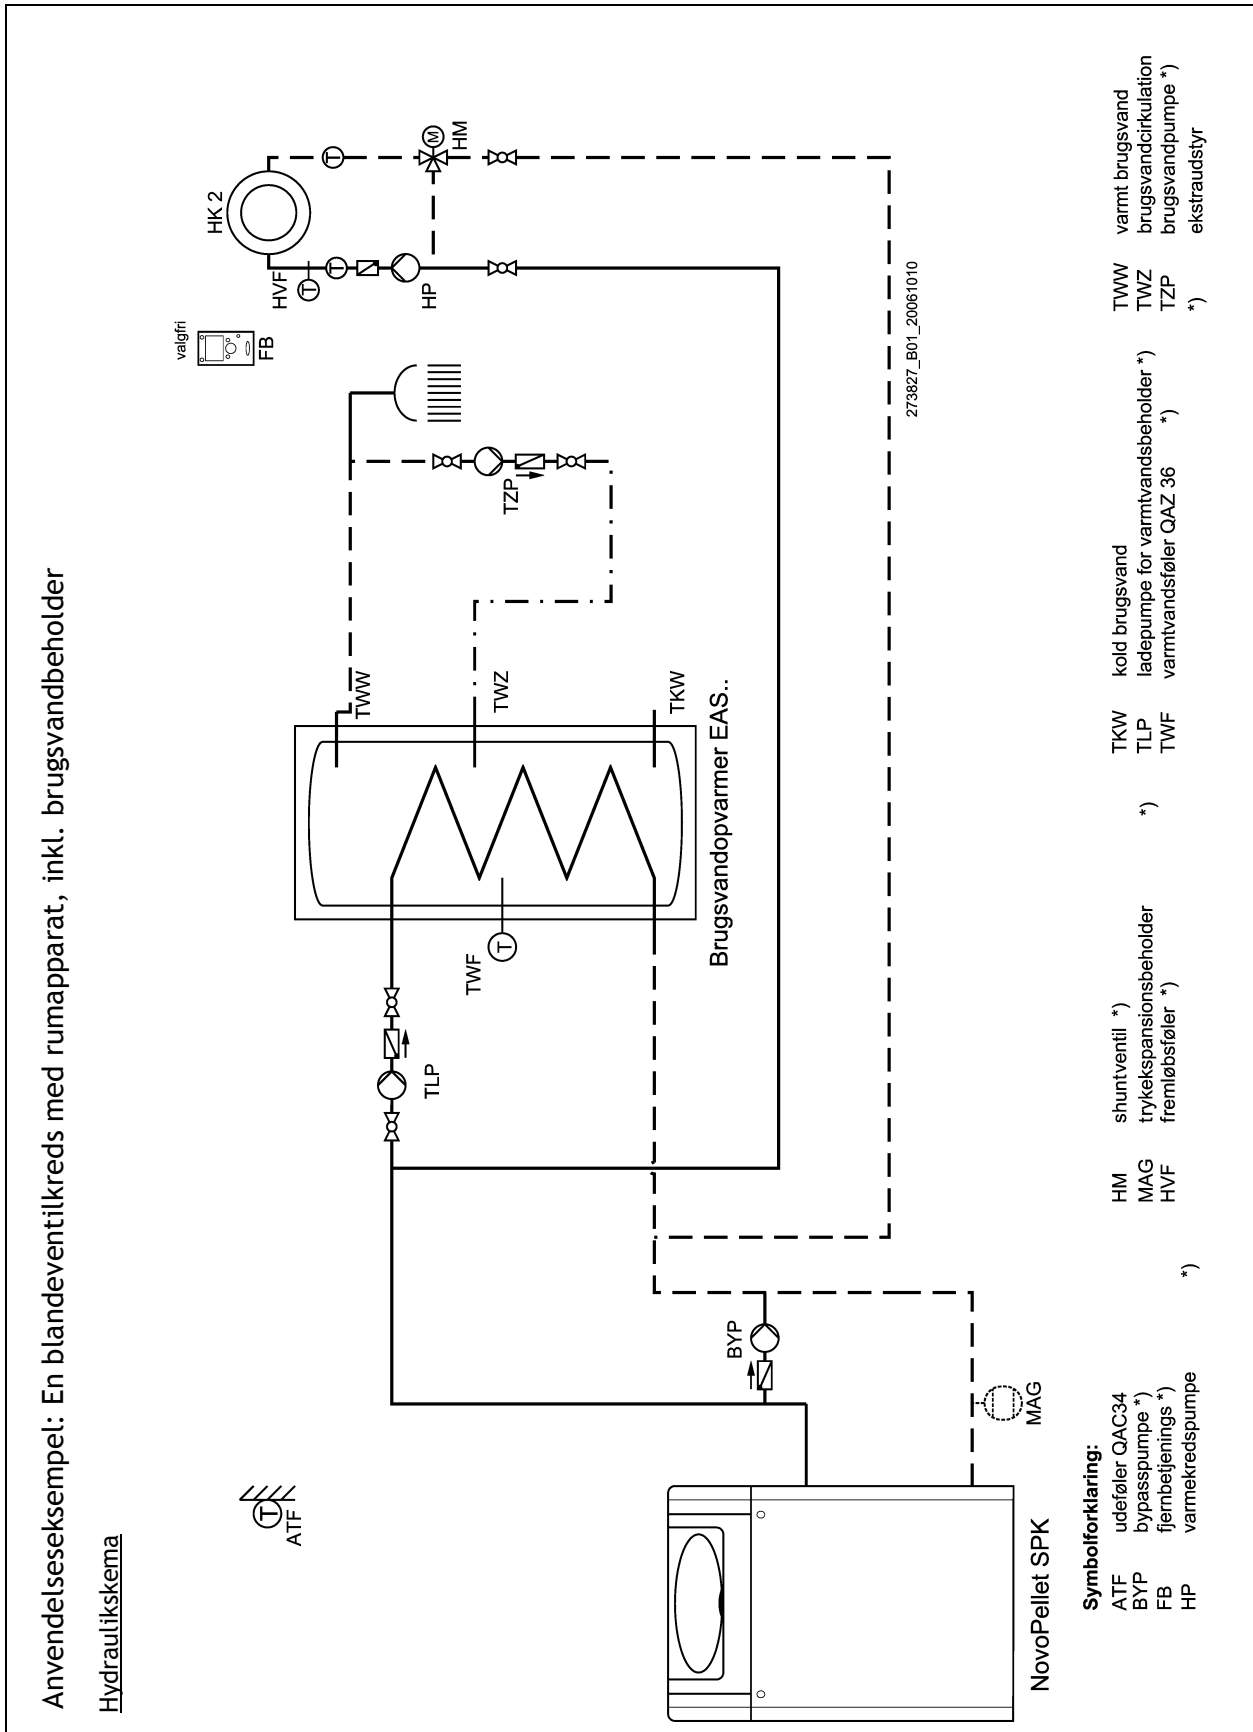 Anvendelseseksempel: En blandeventilkreds med rumapparat, inkl. brugsvandbeholder
Hydraulikskema
ATF
T
valgfri
FB
HK 2
HVF
T
T
T
HP
M
HM
TZP
TWW
TWZ
TKW
TWF
T
TLP
Brugsvandopvarmer EAS..
BYP
MAG
NovoPellet SPK
273827_B01_20061010
Symbolforklaring:
ATF udeføler QAC34
BYP bypasspumpe *)
FB fjernbetjenings *)
HP varmekredspumpe *)
HM shuntventil *)
MAG trykekspansionsbeholder *)
HVF fremløbsføler *)
TKW kold brugsvand
TLP ladepumpe for varmtvandsbeholder *)
TWF varmtvandsføler QAZ 36 *)
TWW varmt brugsvand
TWZ brugsvandcirkulation
TZP brugsvandpumpe *)
*) ekstraudstyr